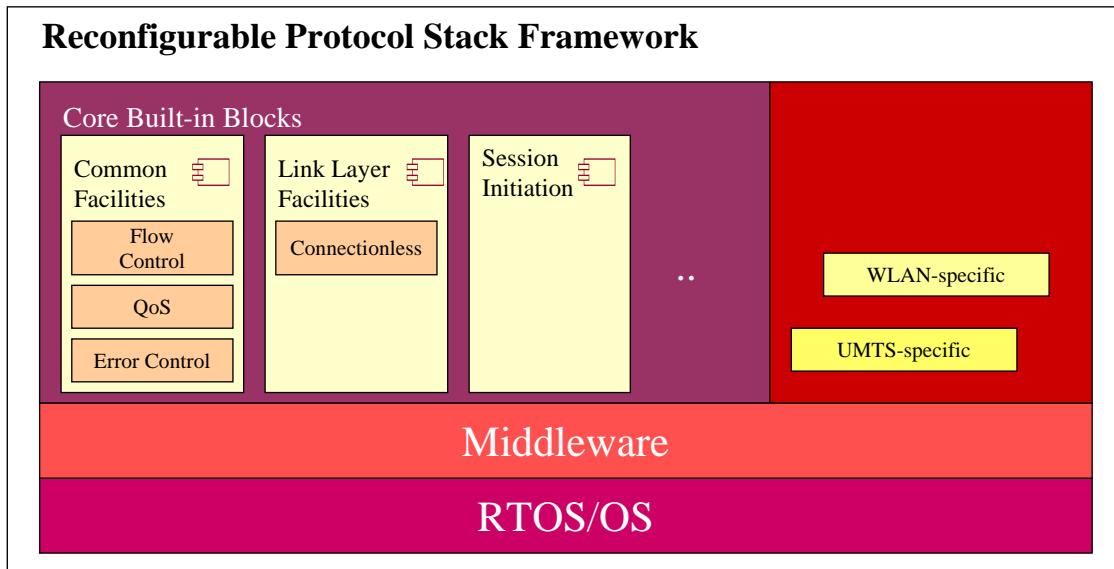 Reconfigurable Protocol Stack Framework
Core Built-in Blocks
Common
Facilities
Flow
Control
QoS
Error Control
Link Layer
Facilities
Connectionless
Session
Initiation
..
WLAN-specific
UMTS-specific
Middleware
RTOS/OS